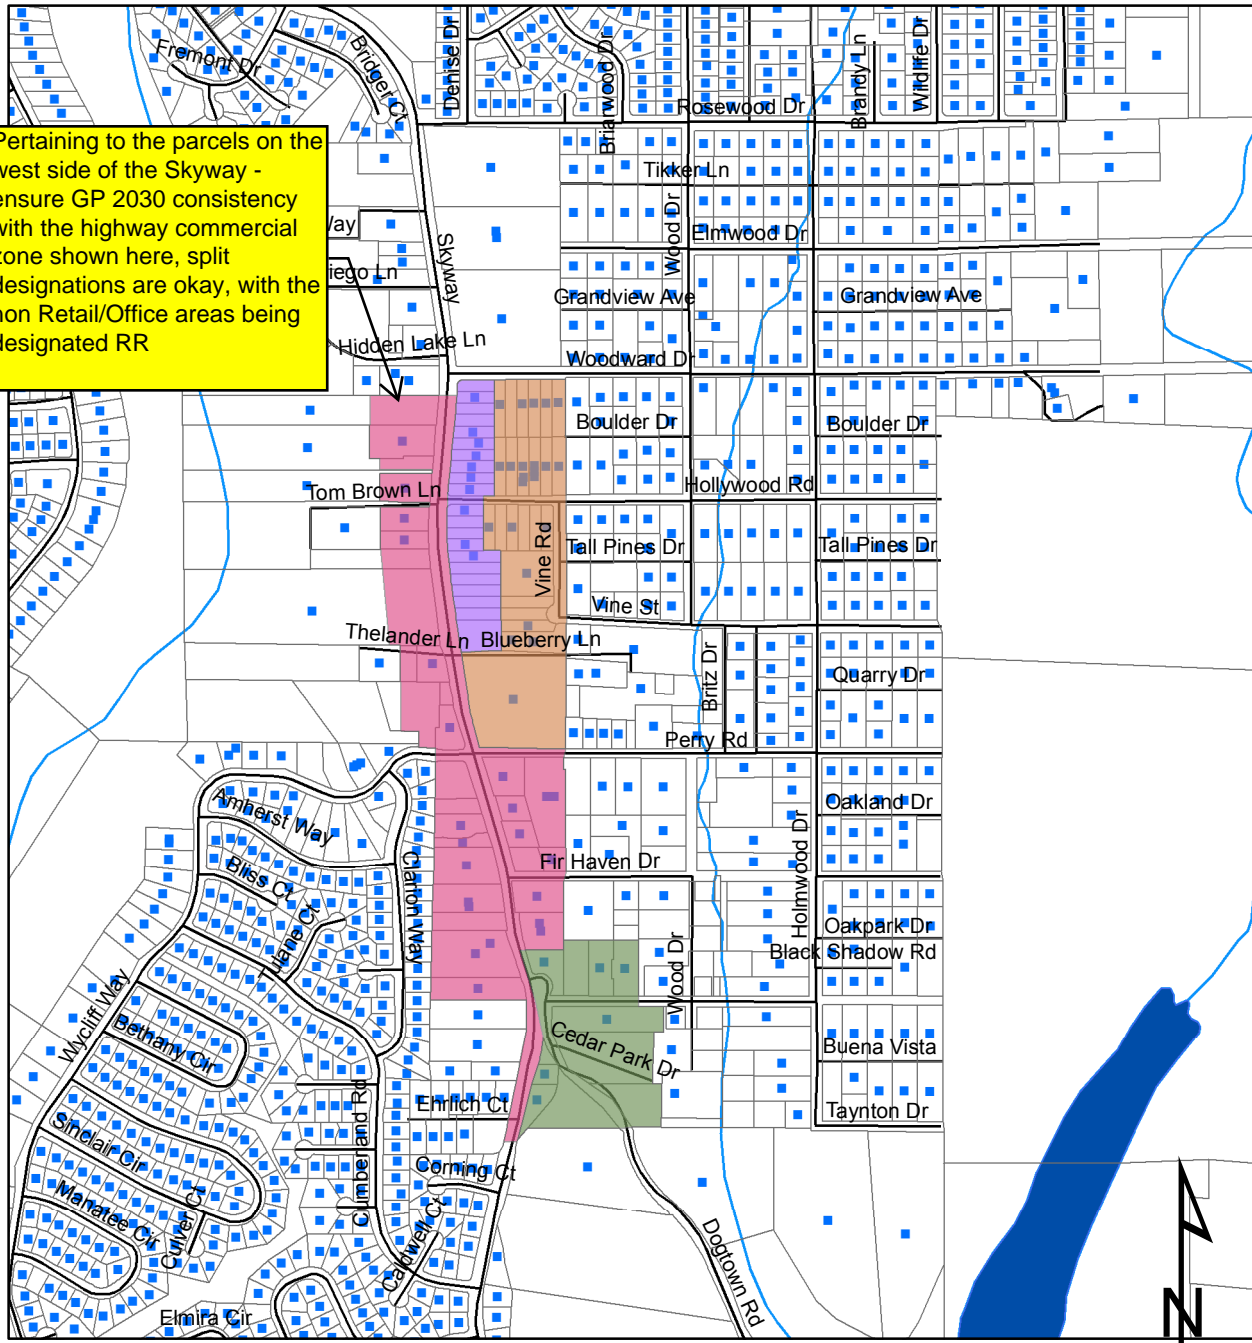 Fremont Dr
Bridger Ct
Denise Dr
Briarwood Dr
Rosewood Dr
Brandy Ln
Wildlife Dr
Pertaining to the parcels on the
west side of the Skyway -
ensure GP 2030 consistency
with the highway commercial
zone shown here, split
designations are okay, with the
non Retail/Office areas being
designated RR
Way
iego Ln
Hidden Lake Ln
Skyway
Tikker Ln
Wood Dr
Elmwood Dr
Grandview Ave
Grandview Ave
Woodward Dr
Boulder Dr
Boulder Dr
Tom Brown Ln
Hollywood Rd
Vine Rd
Tall Pines Dr
Tall Pines Dr
Vine St
Thelander Ln
Blueberry Ln
Britz Dr
Quarry Dr
Perry Rd
Amherst Way
Oakland Dr
Bliss Ct
Clanton Way
Fir Haven Dr
Holmwood Dr
Tulane Ct
Oakpark Dr
Black Shadow Rd
Wycliff Way
Wood Dr
Bethany Cir
Cedar Park Dr
Buena Vista
Ehrlich Ct
Taynton Dr
Sinclair Cir
Cumberland Rd
Corning Ct
Manatee Cir
Culver Ct
Caldwell Ct
Dogtown Rd
Elmira Cir
N